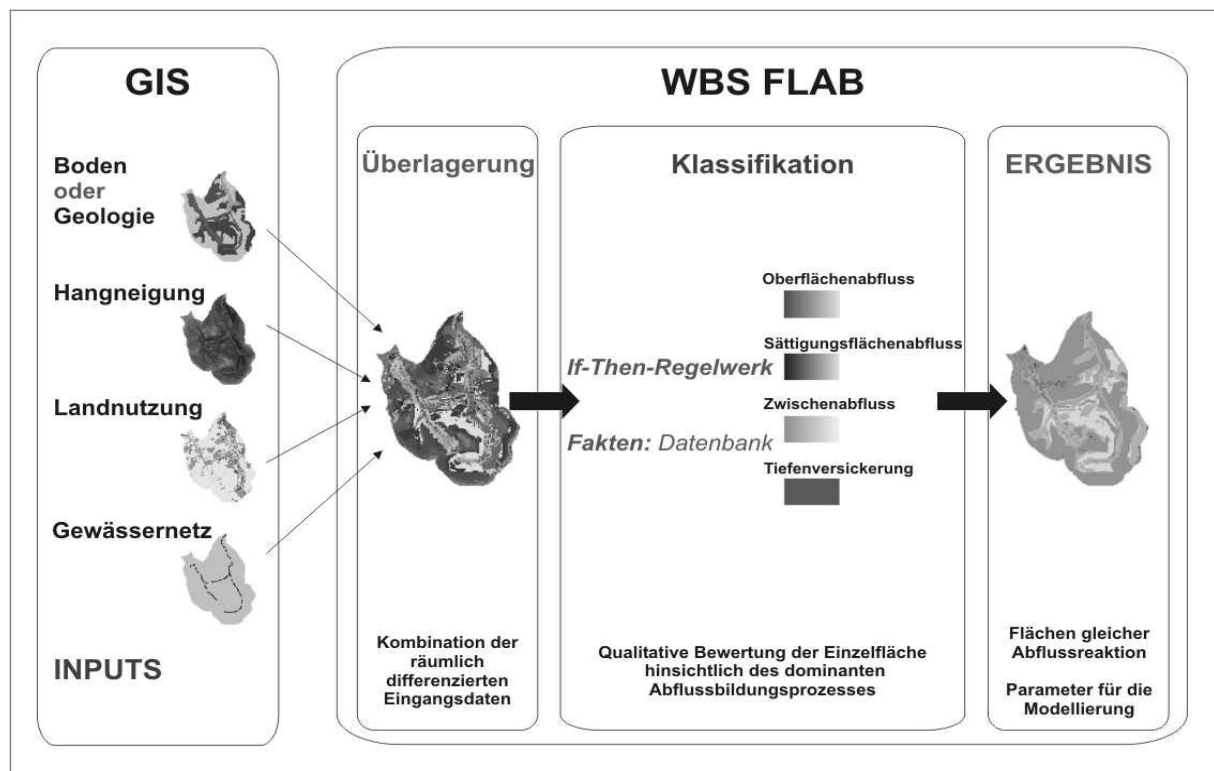 GIS
Boden
oder
Geologie
Hangneigung
Landnutzung
Gewässernetz
INPUTS
WBS FLAB
Überlagerung
Kombination der
räumlich
differenzierten
Eingangsdaten
Klassifikation
Oberflächenabfluss
Sättigungsflächenabfluss
If-Then-Regelwerk
Zwischenabfluss
Fakten: Datenbank
Tiefenversickerung
Qualitative Bewertung der Einzelfläche
hinsichtlich des dominanten
Abflussbildungsprozesses
ERGEBNIS
Flächen gleicher
Abflussreaktion
Parameter für die
Modellierung